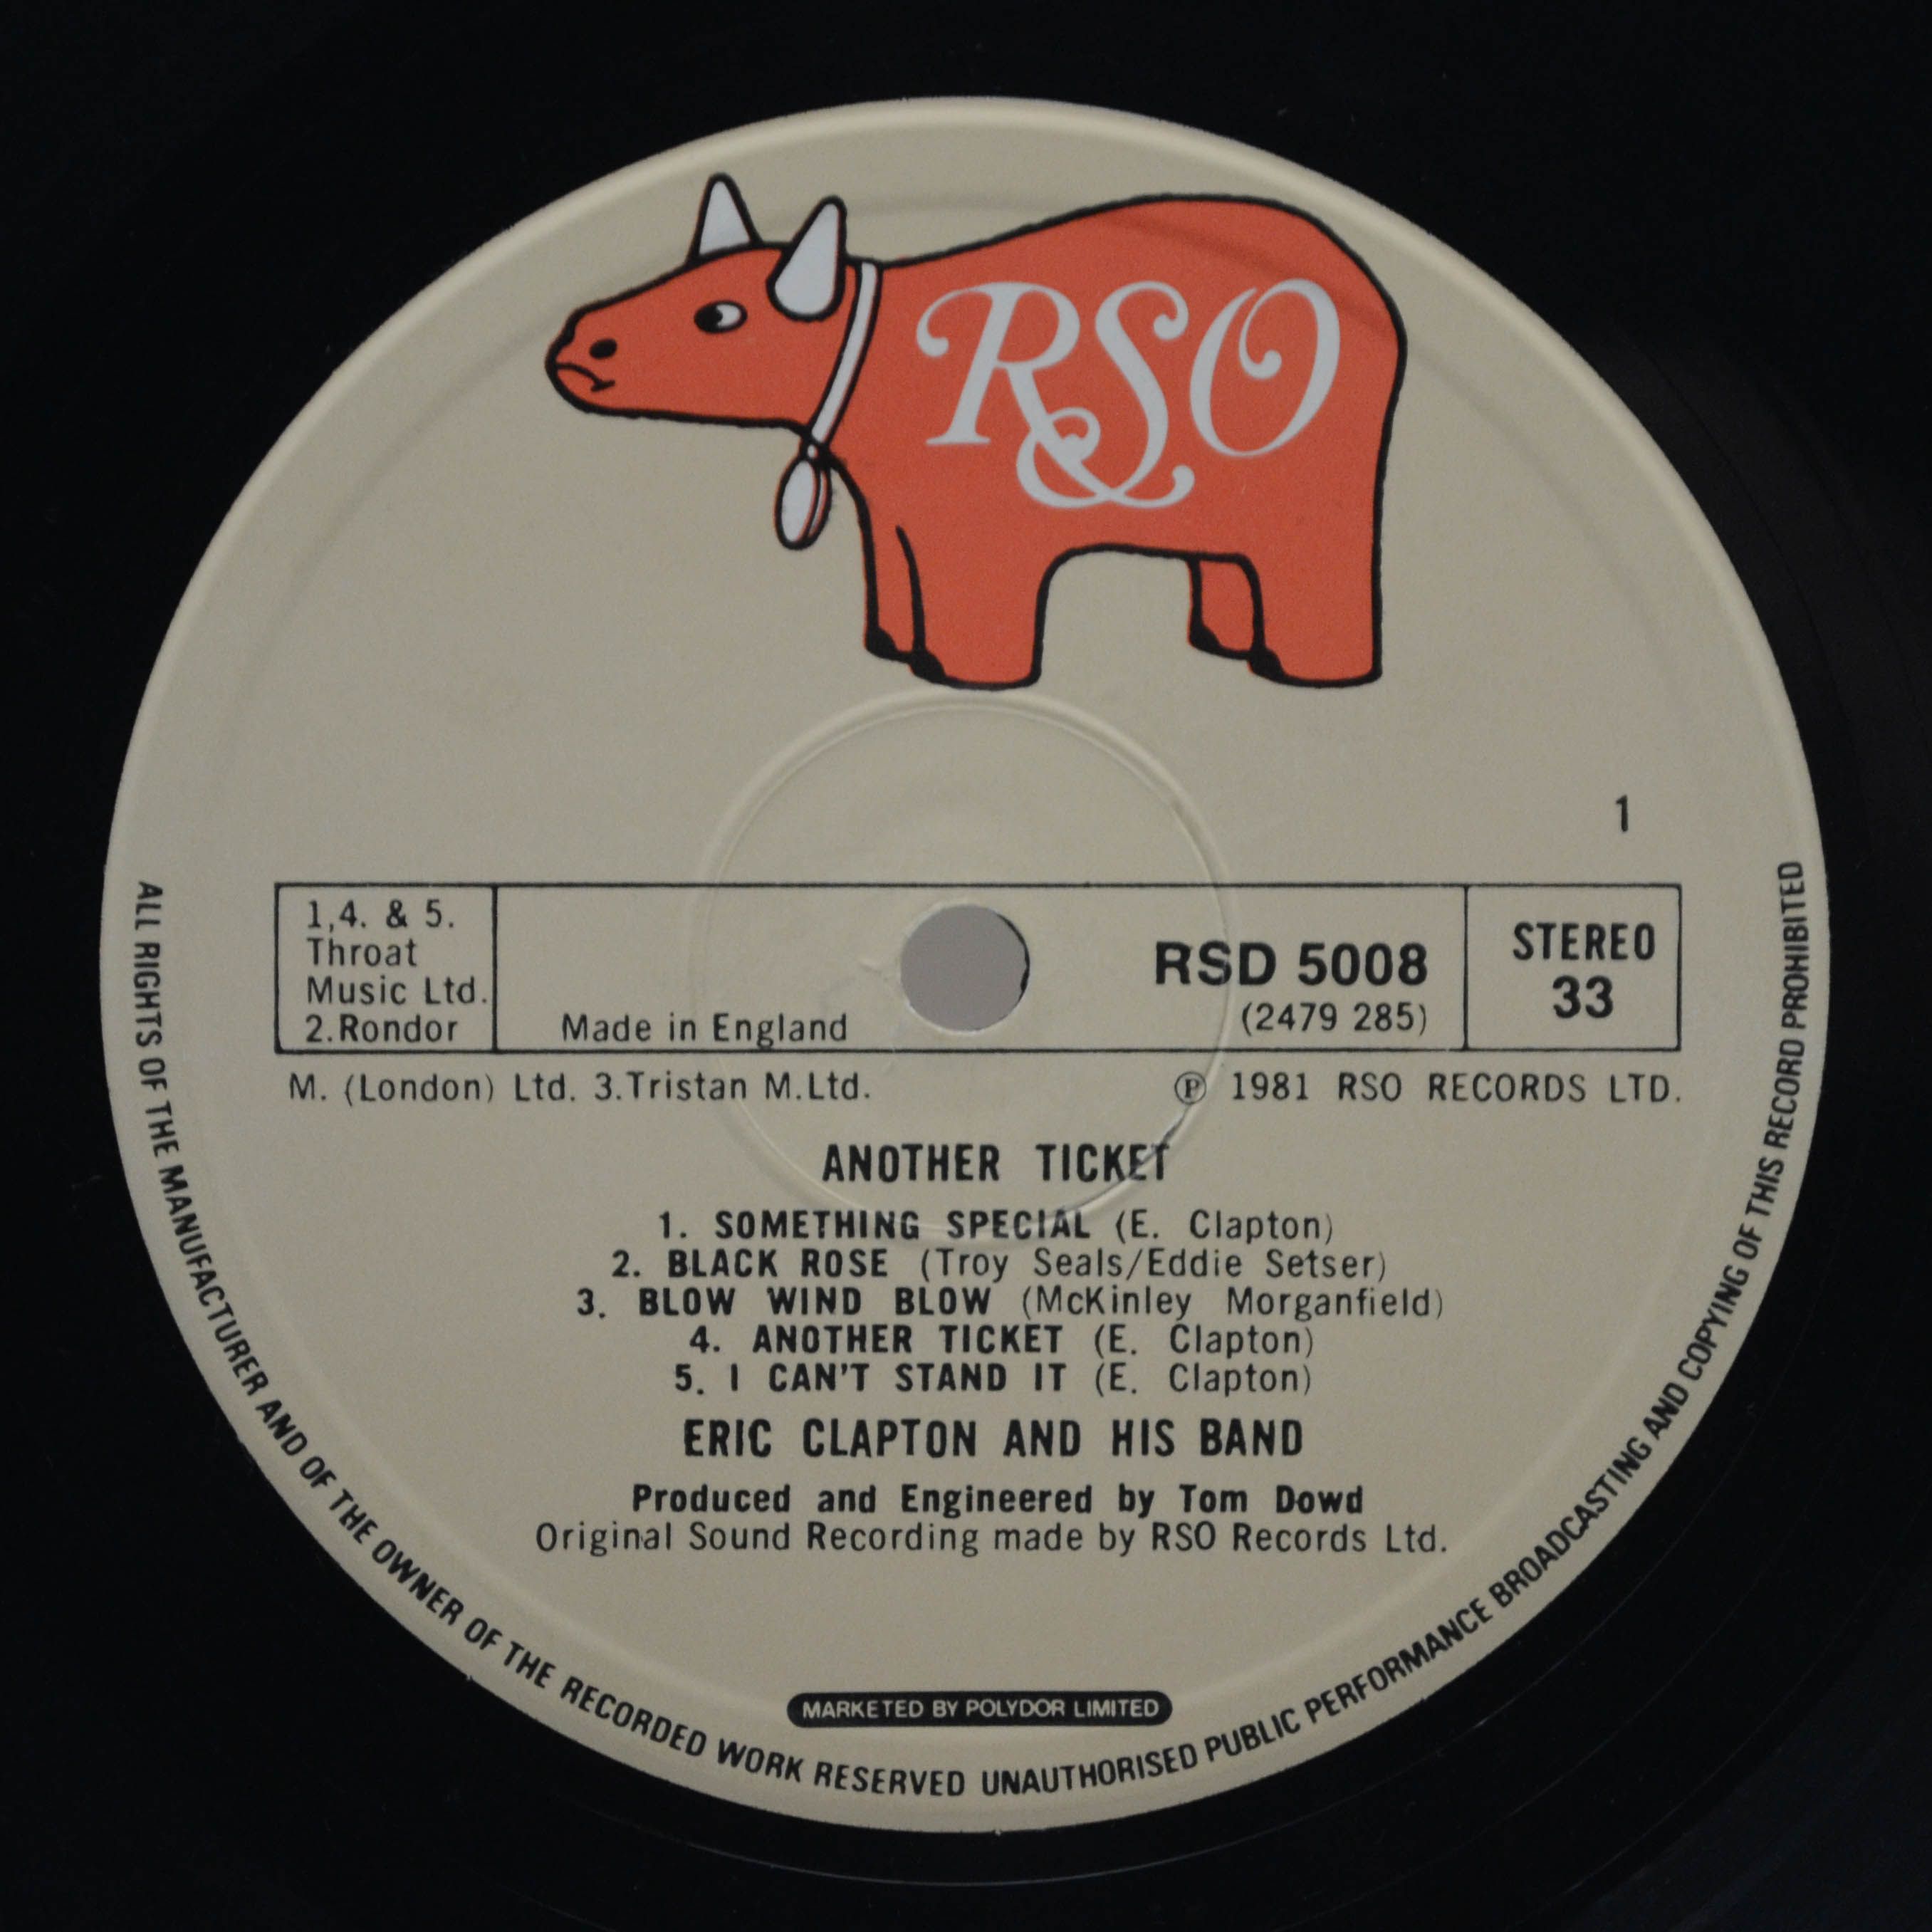 RSO
1
1,4. & 5.
Throat
Music Ltd.
2.Rondor
Made in England
RSD 5008
(2479 285)
STEREO
33
M. (London) Ltd. 3.Tristan M.Ltd.
℗ 1981 RSO RECORDS LTD.
ANOTHER TICKET
1. SOMETHING SPECIAL (E. Clapton)
2. BLACK ROSE (Troy Seals/Eddie Setser)
3. BLOW WIND BLOW (McKinley Morganfield)
4. ANOTHER TICKET (E. Clapton)
5. I CAN'T STAND IT (E. Clapton)
ERIC CLAPTON AND HIS BAND
Produced and Engineered by Tom Dowd
Original Sound Recording made by RSO Records Ltd.
MARKETED BY POLYDOR LIMITED
ALL RIGHTS OF THE MANUFACTURER AND OF THE OWNER OF THE RECORDED WORK RESERVED UNAUTHORISED PUBLIC PERFORMANCE BROADCASTING AND COPYING OF THIS RECORD PROHIBITED